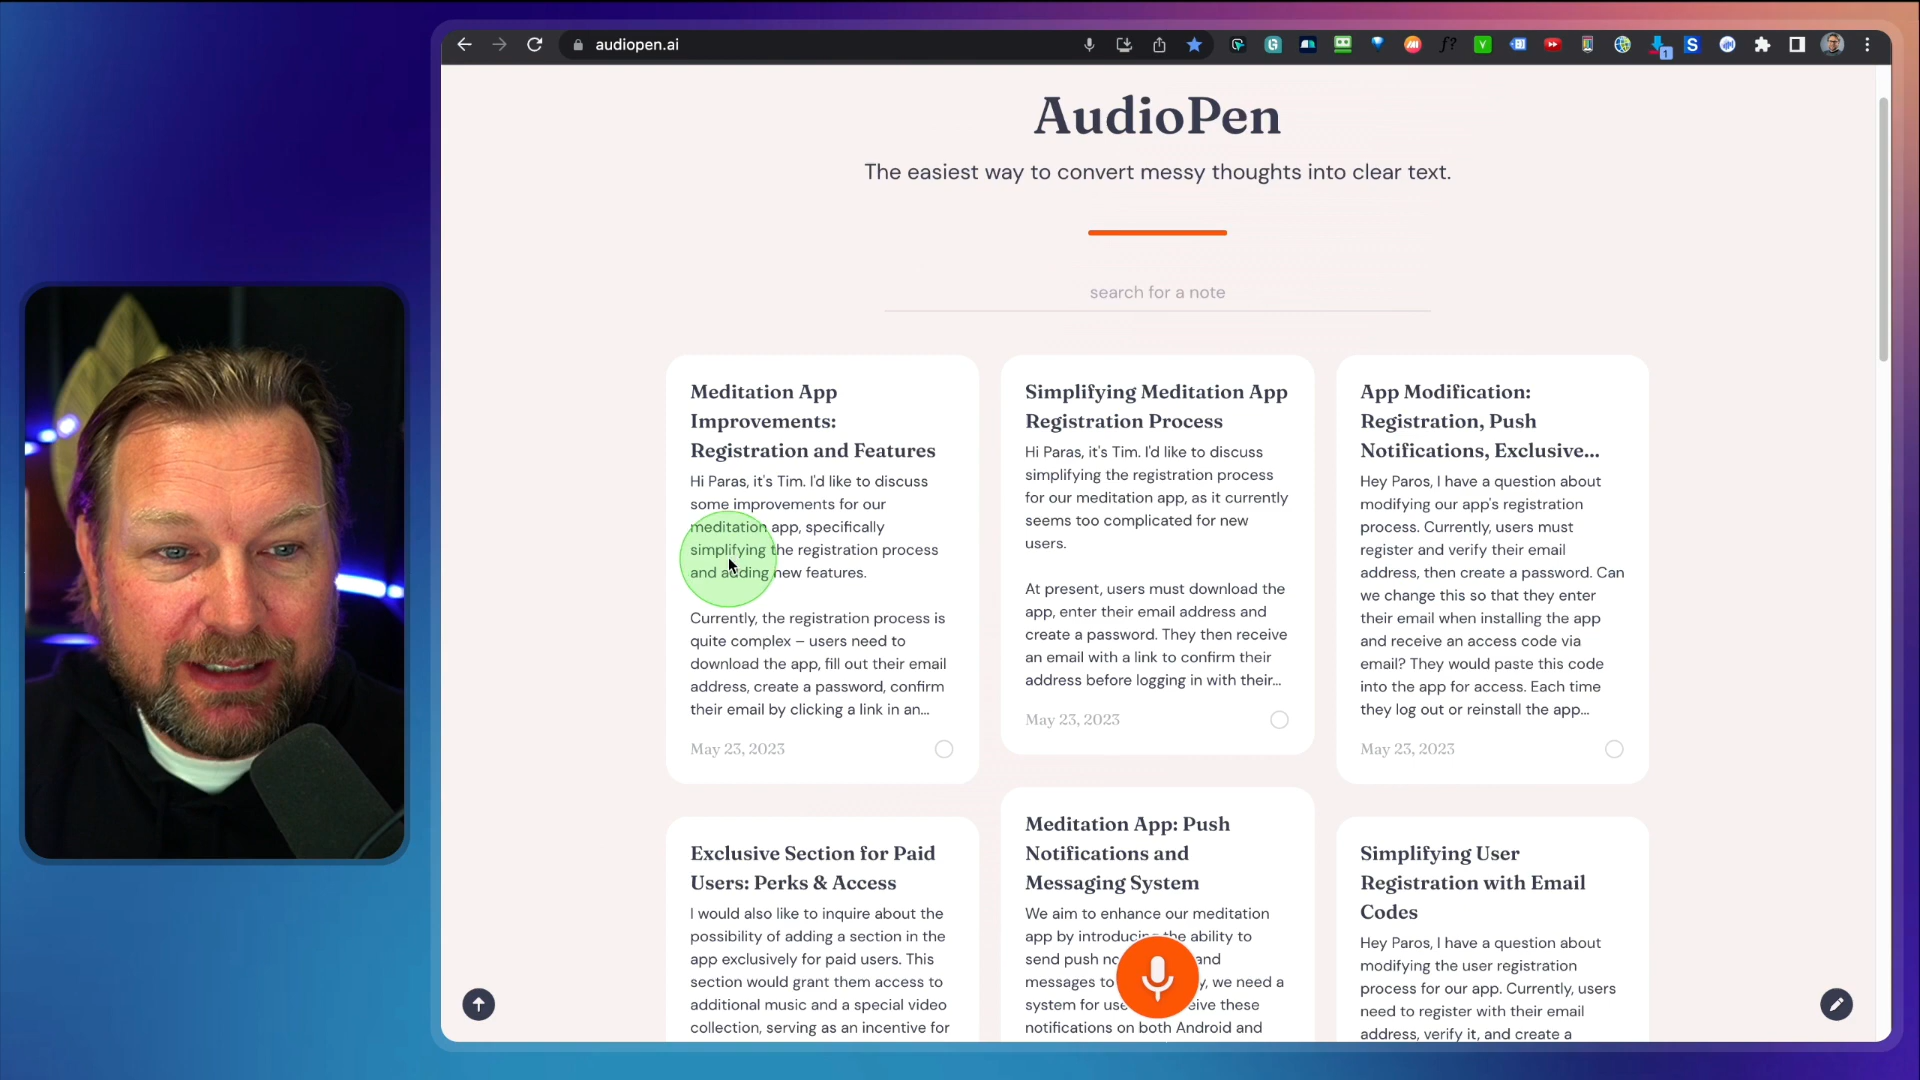 audiopen.ai
AudioPen
The easiest way to convert messy thoughts into clear text.
search for a note
Meditation App
Improvements:
Registration and Features
Hi Paras, it's Tim. I'd like to discuss
some improvements for our
meditation app, specifically
simplifying the registration process
and adding new features.
Currently, the registration process is
quite complex – users need to
download the app, fill out their email
address, create a password, confirm
their email by clicking a link in an...
May 23, 2023
Simplifying Meditation App
Registration Process
Hi Paras, it's Tim. I'd like to discuss
simplifying the registration process
for our meditation app, as it currently
seems too complicated for new
users.
At present, users must download the
app, enter their email address and
create a password. They then receive
an email with a link to confirm their
address before logging in with their...
May 23, 2023
App Modification:
Registration, Push
Notifications, Exclusive...
Hey Paros, I have a question about
modifying our app's registration
process. Currently, users must
register and verify their email
address, then create a password. Can
we change this so that they enter
their email when installing the app
and receive an access code via
email? They would paste this code
into the app for access. Each time
they log out or reinstall the app...
May 23, 2023
Exclusive Section for Paid
Users: Perks & Access
I would also like to inquire about the
possibility of adding a section in the
app exclusively for paid users. This
section would grant them access to
additional music and a special video
collection, serving as an incentive for
Meditation App: Push
Notifications and
Messaging System
We aim to enhance our meditation
app by introducing the ability to
send push and
messages to we need a
system for these
notifications on both Android and
Simplifying User
Registration with Email
Codes
Hey Paros, I have a question about
modifying the user registration
process for our app. Currently, users
need to register with their email
address, verify it, and create a